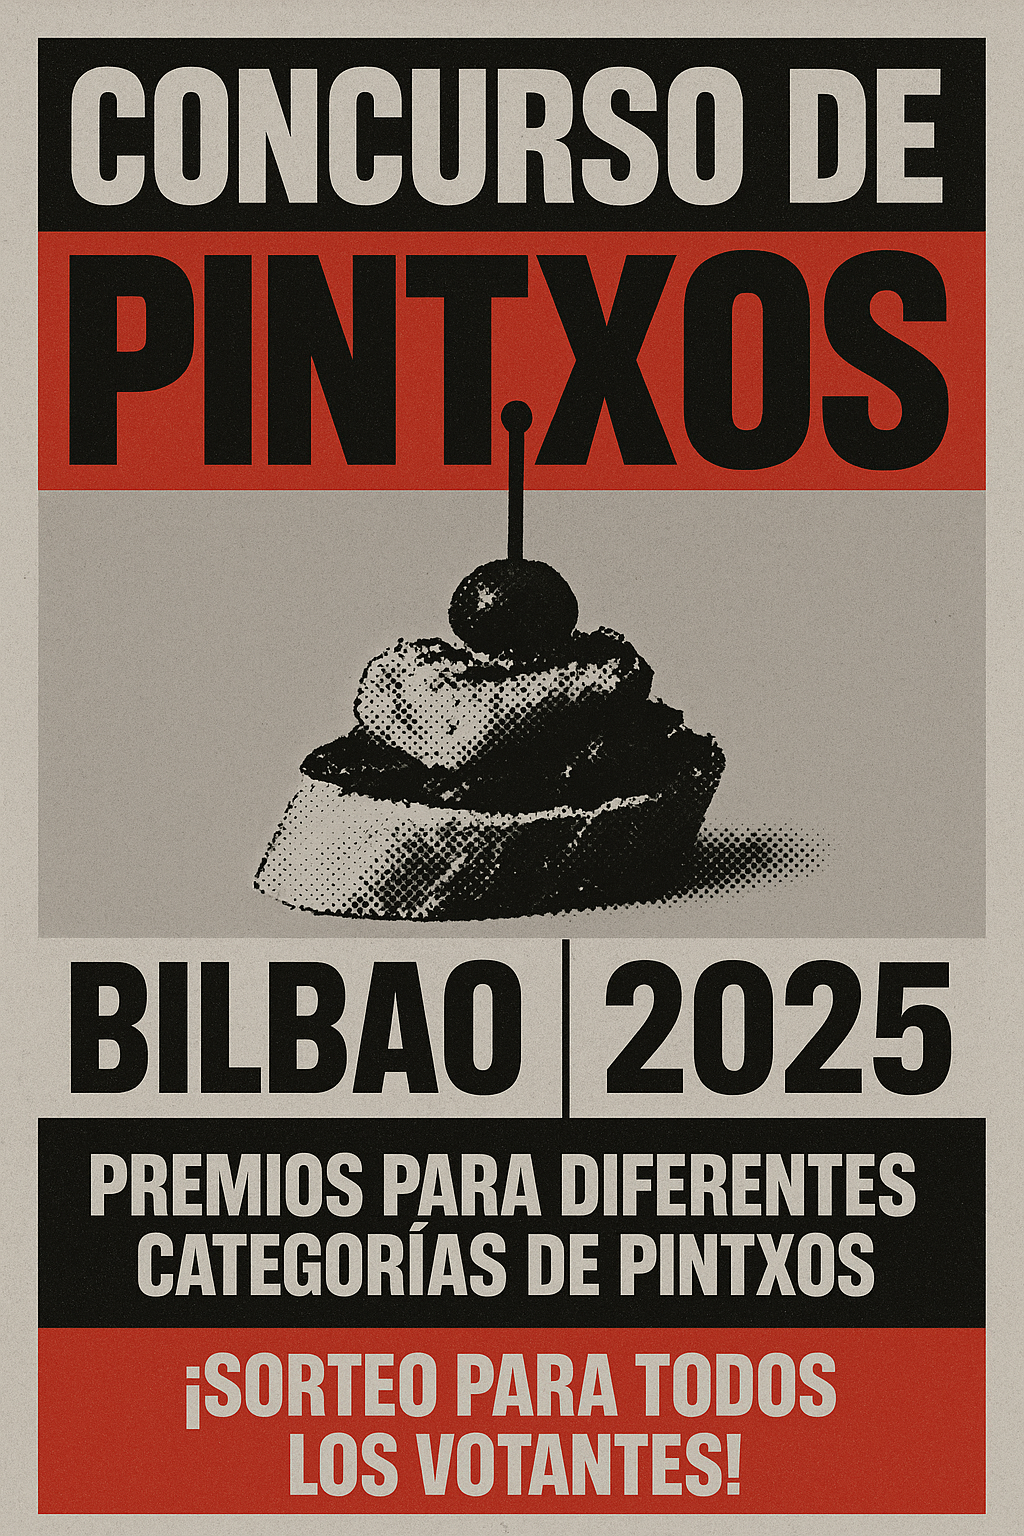 CONCURSO DE
PINTXOS
BILBAO | 2025
PREMIOS PARA DIFERENTES
CATEGORÍAS DE PINTXOS
¡SORTEO PARA TODOS
LOS VOTANTES!